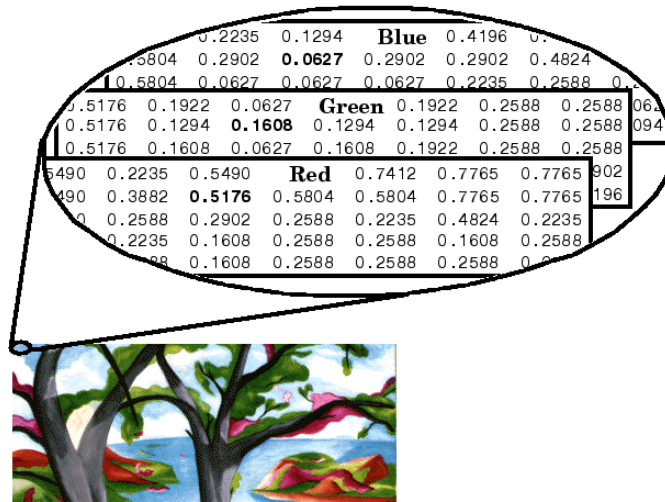 0.2235 0.1294 Blue 0.4196
0.2902 0.0627 0.2902 0.2902 0.4824
0.5804 0.0627 0.0627 0.0627 0.2235 0.2588
0.5176 0.1922 0.0627 Green 0.1922 0.2588 0.2588
0.5176 0.1294 0.1608 0.1294 0.1294 0.2588 0.2588
0.5176 0.1608 0.0627 0.1608 0.1922 0.2588 0.2588
0.2235 0.5490 Red 0.7412 0.7765 0.7765
0.3882 0.5176 0.5804 0.5804 0.7765 0.7765
0.2588 0.2902 0.2588 0.2235 0.4824 0.2235
0.2235 0.1608 0.2588 0.2588 0.1608 0.2588
0.1608 0.2588 0.2588 0.2588